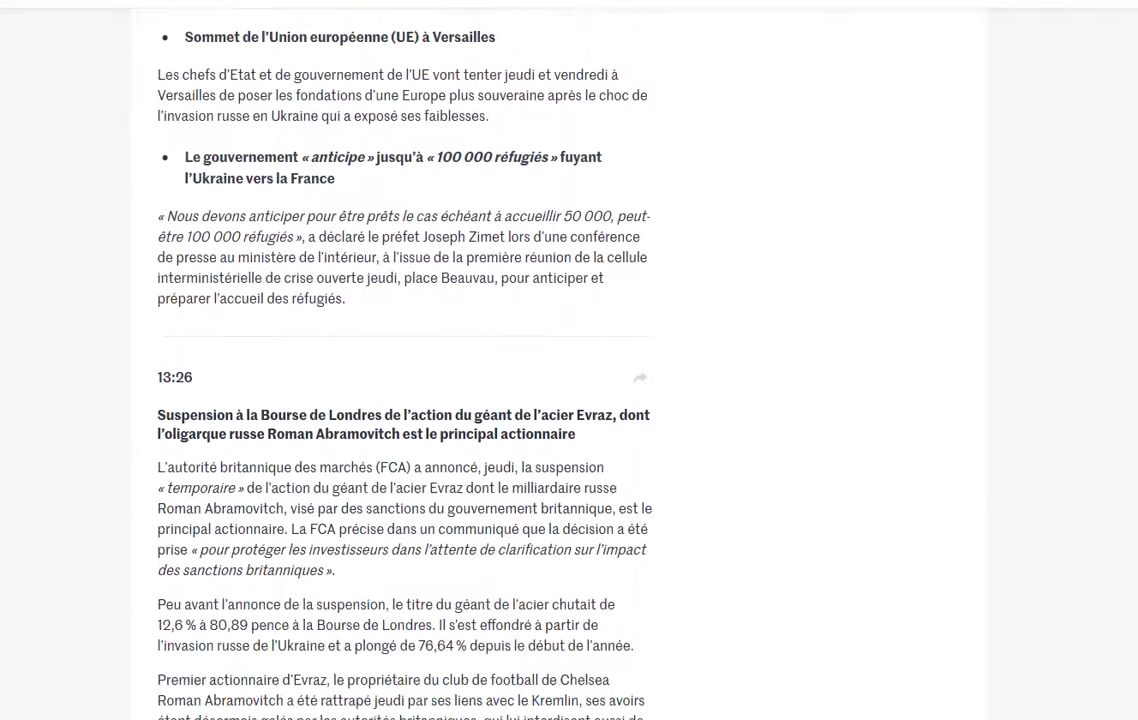 • Sommet de l’Union européenne (UE) à Versailles
Les chefs d’Etat et de gouvernement de l’UE vont tenter jeudi et vendredi à
Versailles de poser les fondations d’une Europe plus souveraine après le choc de
l’invasion russe en Ukraine qui a exposé ses faiblesses.
• Le gouvernement « anticipe » jusqu’à « 100 000 réfugiés » fuyant
l’Ukraine vers la France
« Nous devons anticiper pour être prêts le cas échéant à accueillir 50 000, peut-
être 100 000 réfugiés », a déclaré le préfet Joseph Zimet lors d’une conférence
de presse au ministère de l’intérieur, à l’issue de la première réunion de la cellule
interministérielle de crise ouverte jeudi, place Beauvau, pour anticiper et
préparer l’accueil des réfugiés.
13:26
Suspension à la Bourse de Londres de l’action du géant de l’acier Evraz, dont
l’oligarque russe Roman Abramovitch est le principal actionnaire
L’autorité britannique des marchés (FCA) a annoncé, jeudi, la suspension
« temporaire » de l’action du géant de l’acier Evraz dont le milliardaire russe
Roman Abramovitch, visé par des sanctions du gouvernement britannique, est le
principal actionnaire. La FCA précise dans un communiqué que la décision a été
prise « pour protéger les investisseurs dans l’attente de clarification sur l’impact
des sanctions britanniques ».
Peu avant l’annonce de la suspension, le titre du géant de l’acier chutait de
12,6 % à 80,89 pence à la Bourse de Londres. Il s’est effondré à partir de
l’invasion russe de l’Ukraine et a plongé de 76,64 % depuis le début de l’année.
Premier actionnaire d’Evraz, le propriétaire du club de football de Chelsea
Roman Abramovitch a été rattrapé jeudi par ses liens avec le Kremlin, ses avoirs
étant désormais gelés par les autorités britanniques, qui lui interdisent aussi de